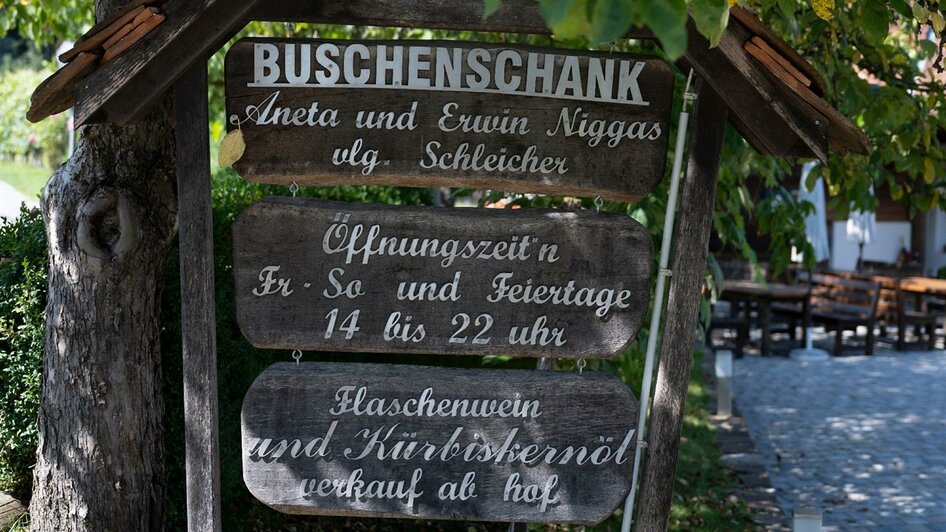 BUSCHENSCHANK
Aneta und Erwin Niggas
vlg. Schleicher
Öffnungszeit'n
Fr - So und Feiertage
14 bis 22 uhr
Flaschenwein
und Kürbiskernöl
verkauf ab hof